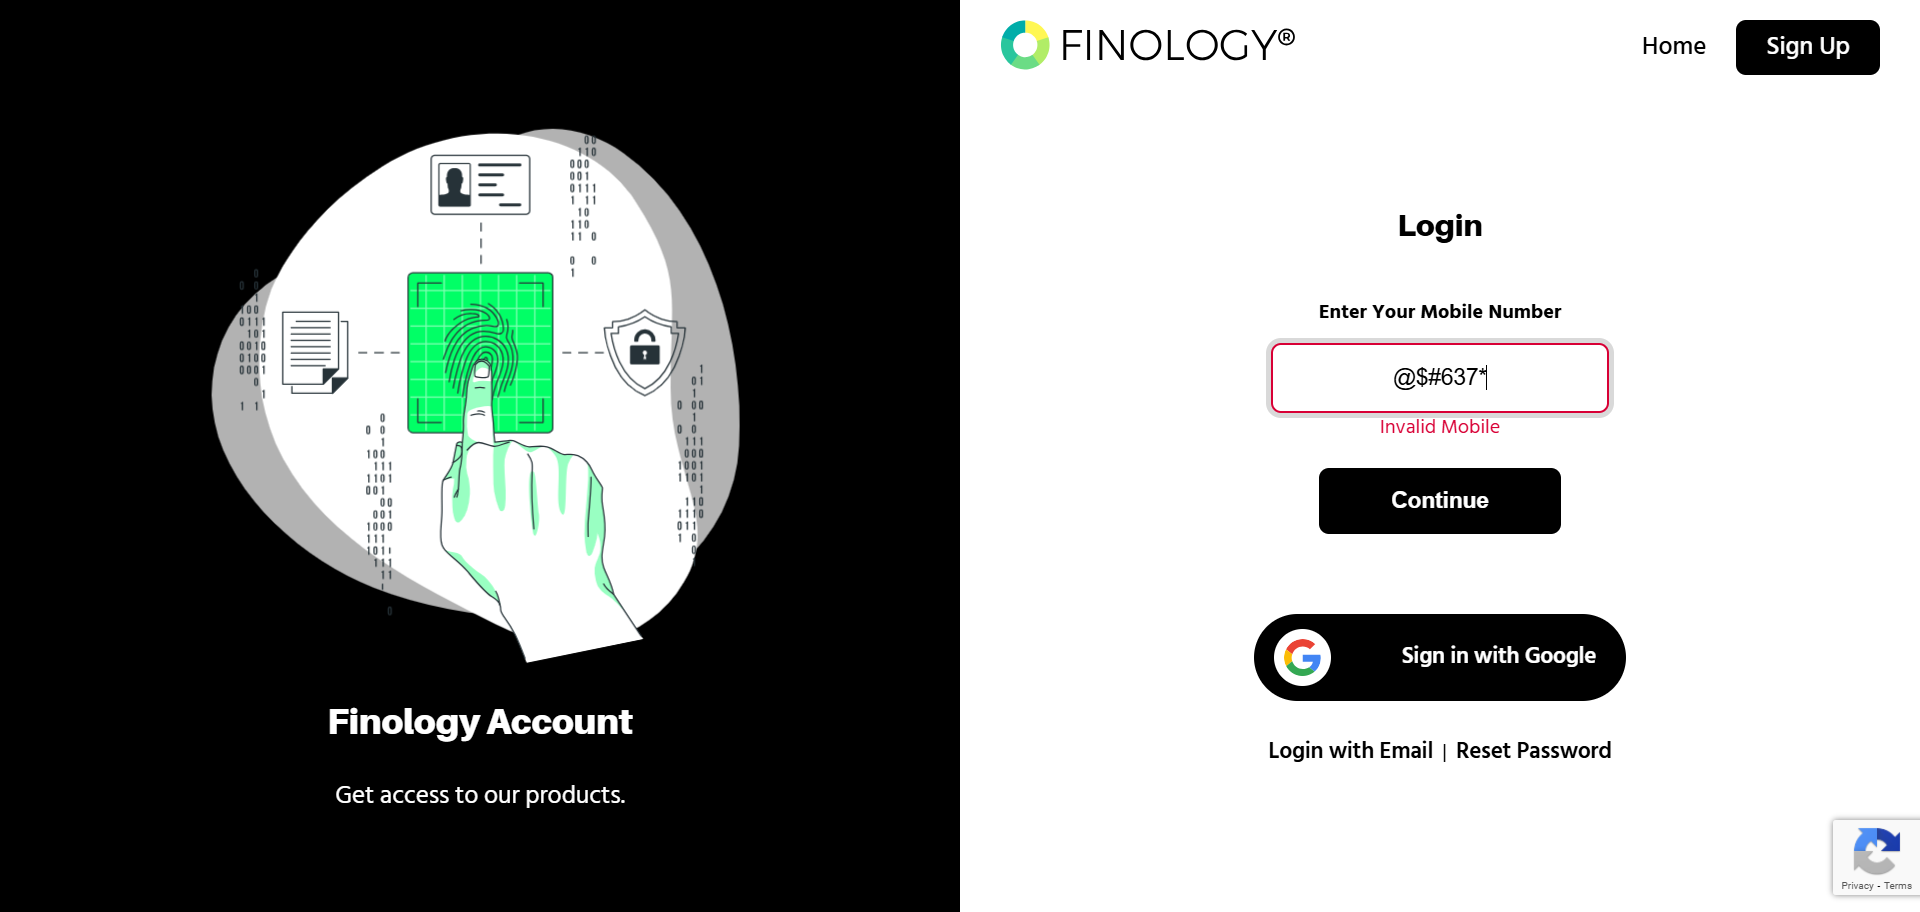 Finology Account
Get access to our products.
FINOLOGY®
Home
Sign Up
Login
Enter Your Mobile Number
@$#637*
Invalid Mobile
Continue
Sign in with Google
Login with Email | Reset Password
Privacy - Terms